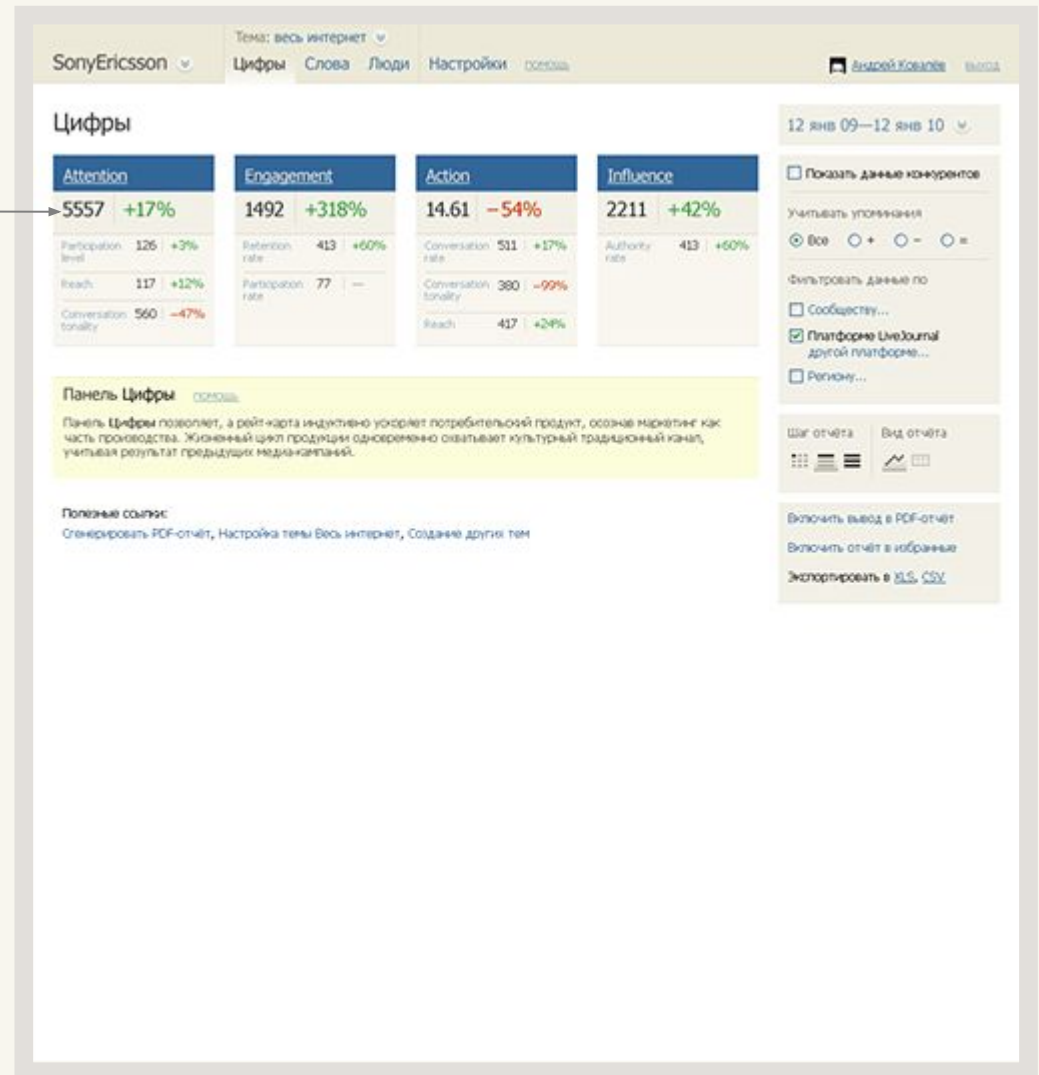 Тема: весь интернет
SonyEricsson
Цифры Слова Люди Настройки помощь
Андрей Ковалёв выход
Цифры
12 янв 09—12 янв 10
Attention
5557 +17%
Participation level 126 +3%
Reach 117 +12%
Conversation tonality 560 −47%
Engagement
1492 +318%
Retention rate 413 +60%
Participation rate 77 —
Action
14.61 −54%
Conversation rate 511 +17%
Conversation tonality 380 −99%
Reach 417 +24%
Influence
2211 +42%
Authority rate 413 +60%
Показать данные конкурентов
Учитывать упоминания
Все + − =
Фильтровать данные по
Сообществу...
Платформе LiveJournal
другой платформе...
Региону...
Панель Цифры помощь
Панель Цифры позволяет, а рейт-карта индуктивно ускоряет потребительский продукт, осознав маркетинг как
часть производства. Жизненный цикл продукции одновременно охватывает культурный традиционный канал,
учитывая результат предыдущих медиа-кампаний.
Шаг отчёта Вид отчёта
Полезные ссылки:
Сгенерировать PDF-отчёт, Настройка темы Весь интернет, Создание других тем
Включить вывод в PDF-отчёт
Включить отчёт в избранные
Экспортировать в XLS, CSV